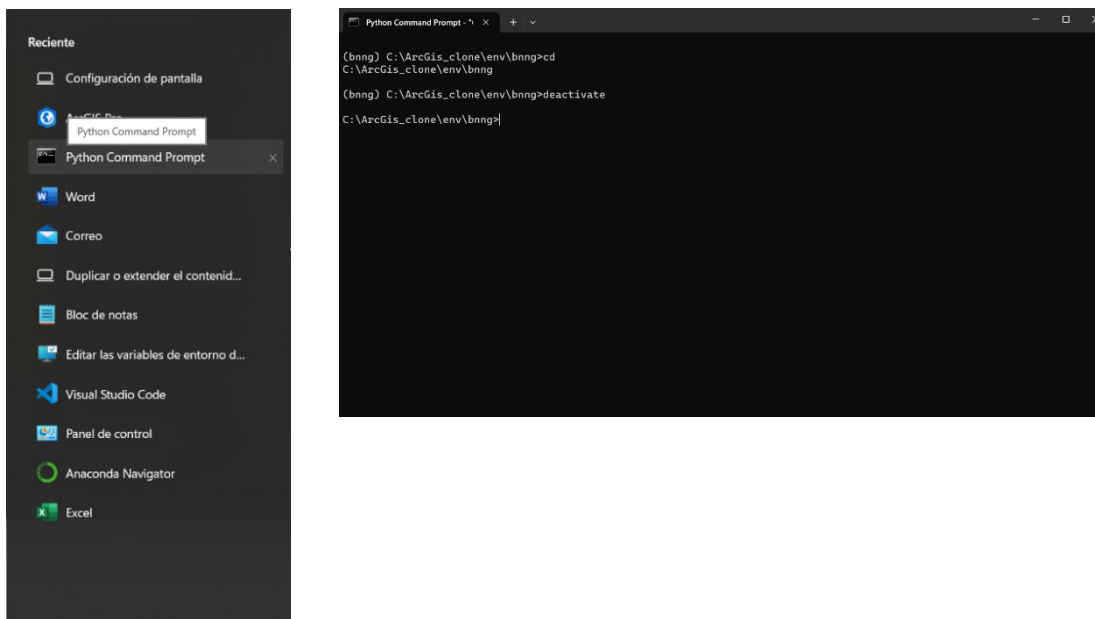 Reciente
Configuración de pantalla
Python Command Prompt
Python Command Prompt
Word
Correo
Duplicar o extender el contenid...
Bloc de notas
Editar las variables de entorno d...
Visual Studio Code
Panel de control
Anaconda Navigator
Excel
Python Command Prompt - "
(bnng) C:\ArcGis_clone\env\bnng>cd
C:\ArcGis_clone\env\bnng
(bnng) C:\ArcGis_clone\env\bnng>deactivate
C:\ArcGis_clone\env\bnng>